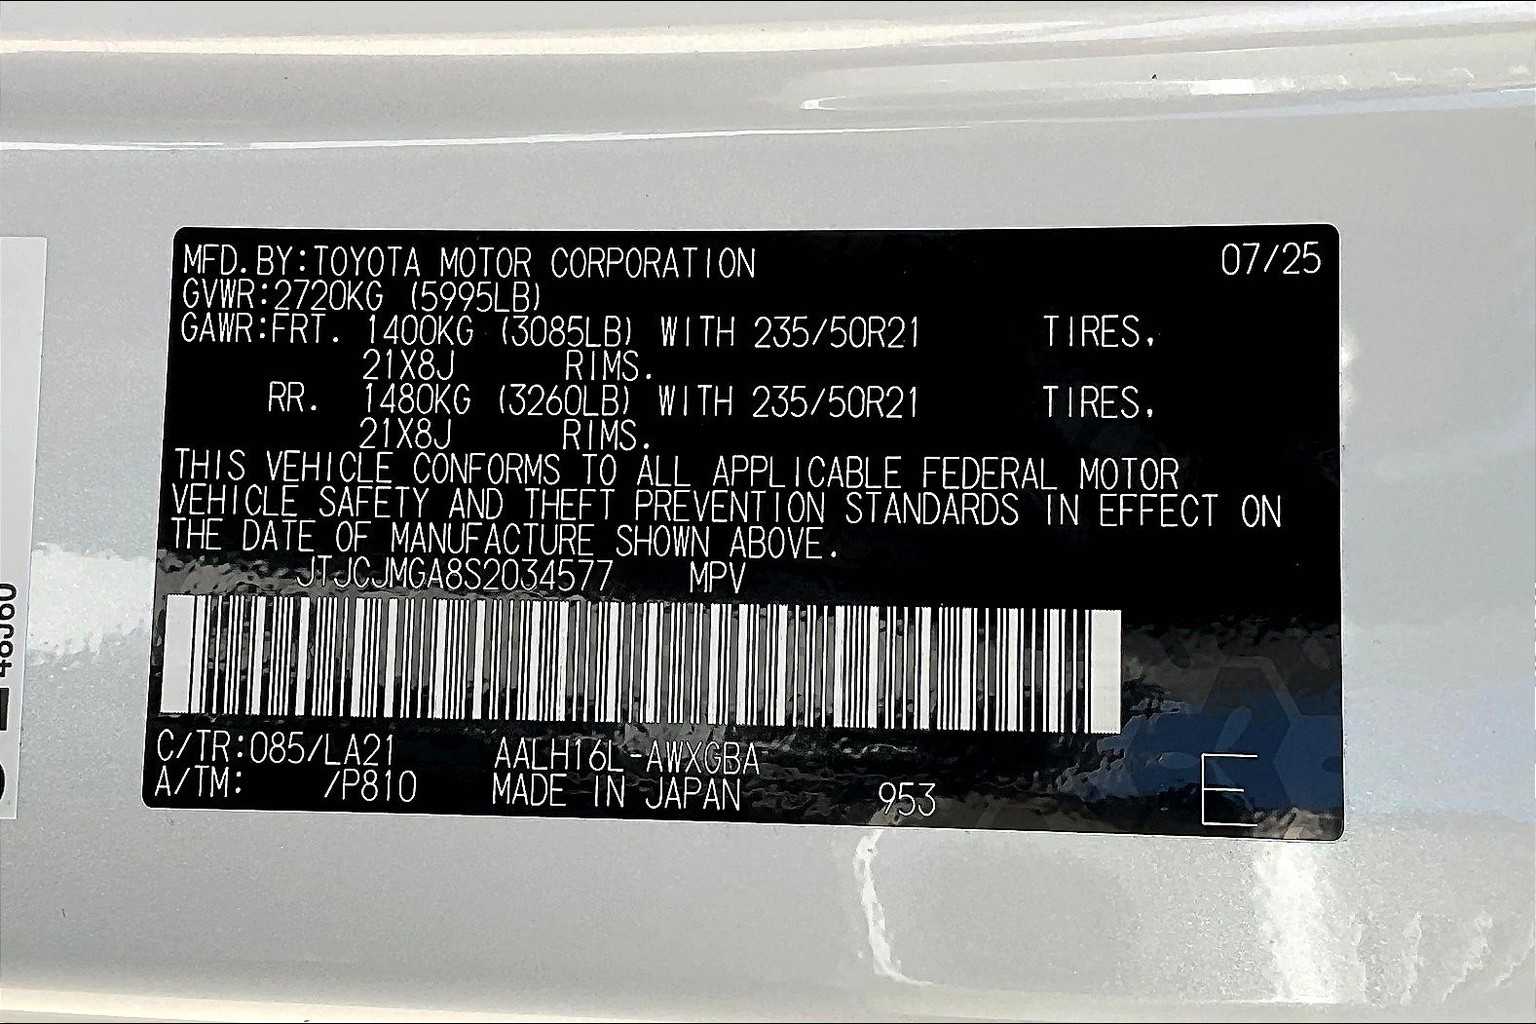 MFD.BY:TOYOTA MOTOR CORPORATION 07/25
GVWR:2720KG (5995LB)
GAWR:FRT. 1400KG (3085LB) WITH 235/50R21 TIRES,
21X8J RIMS.
RR. 1480KG (3260LB) WITH 235/50R21 TIRES,
21X8J RIMS.
THIS VEHICLE CONFORMS TO ALL APPLICABLE FEDERAL MOTOR
VEHICLE SAFETY AND THEFT PREVENTION STANDARDS IN EFFECT ON
THE DATE OF MANUFACTURE SHOWN ABOVE.
JTJCJMGA8S2034577 MPV
C/TR:085/LA21 AALH16L-AWXGBA
A/TM: /P810 MADE IN JAPAN 953 E